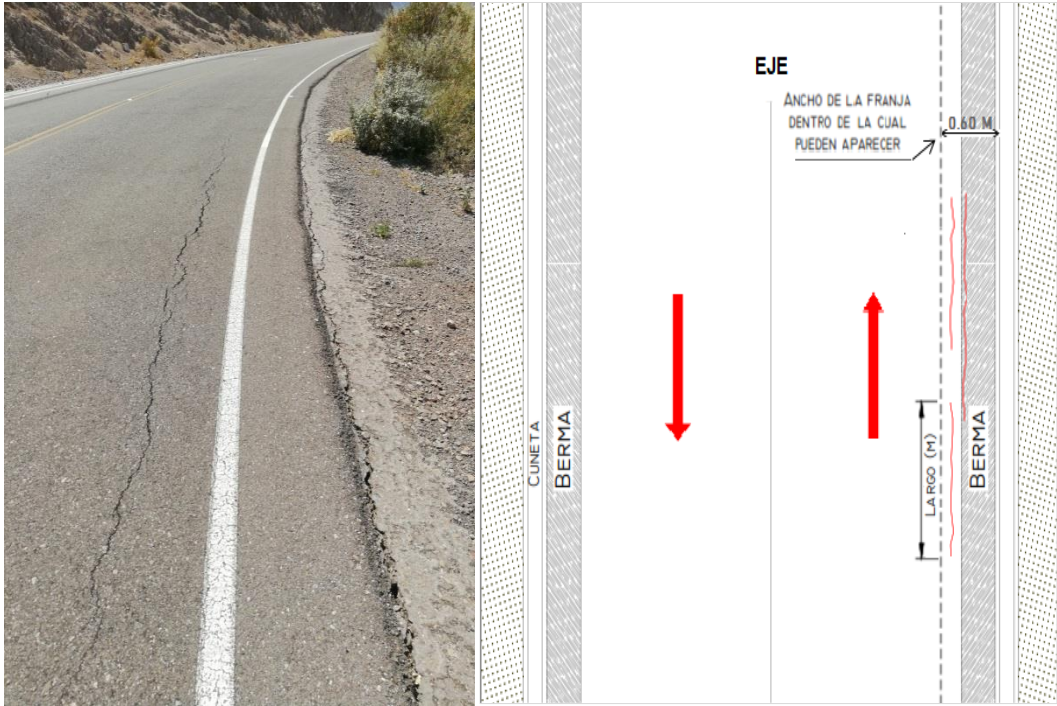 EJE
ANCHO DE LA FRANJA
DENTRO DE LA CUAL
PUEDEN APARECER
0.60 M
CUNETA
BERMA
LARGO (M)
BERMA